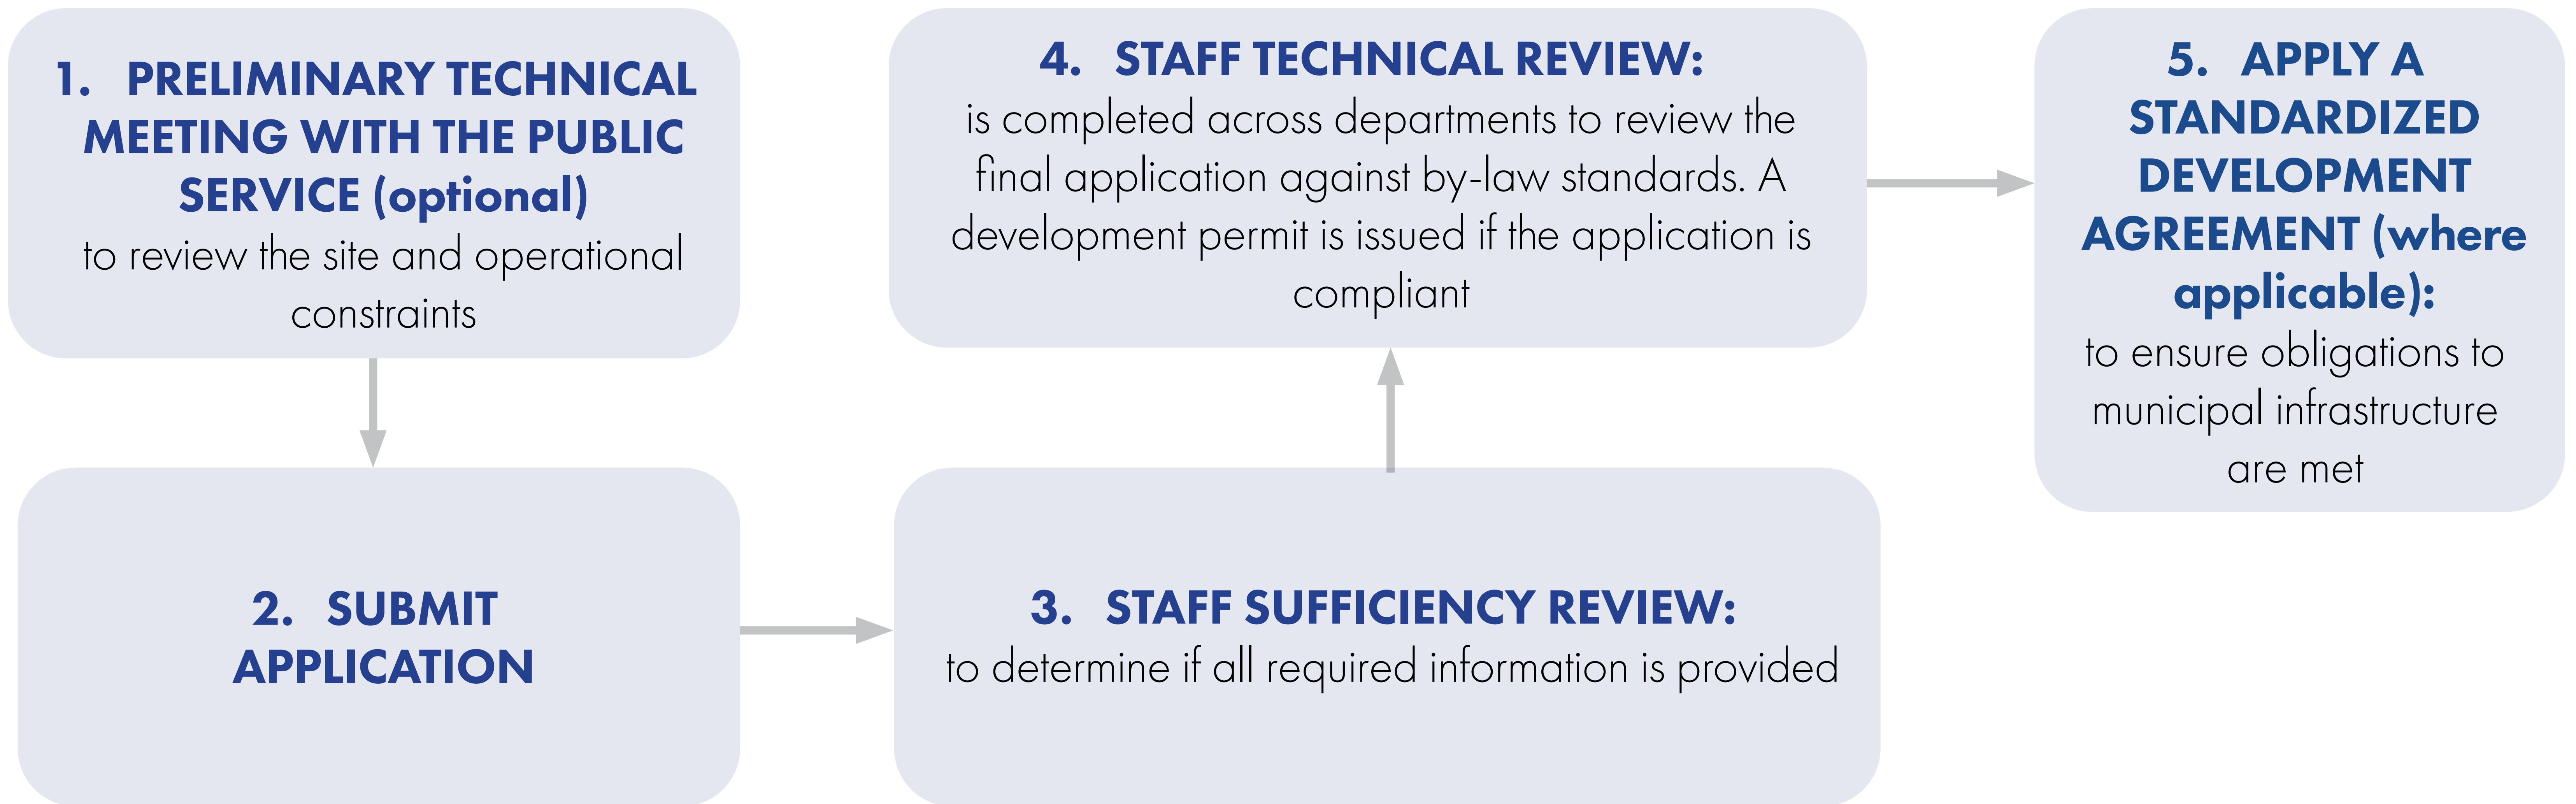 1. PRELIMINARY TECHNICAL
MEETING WITH THE PUBLIC
SERVICE (optional)
to review the site and operational
constraints
2. SUBMIT
APPLICATION
3. STAFF SUFFICIENCY REVIEW:
to determine if all required information is provided
4. STAFF TECHNICAL REVIEW:
is completed across departments to review the
final application against by-law standards. A
development permit is issued if the application is
compliant
5. APPLY A
STANDARDIZED
DEVELOPMENT
AGREEMENT (where
applicable):
to ensure obligations to
municipal infrastructure
are met